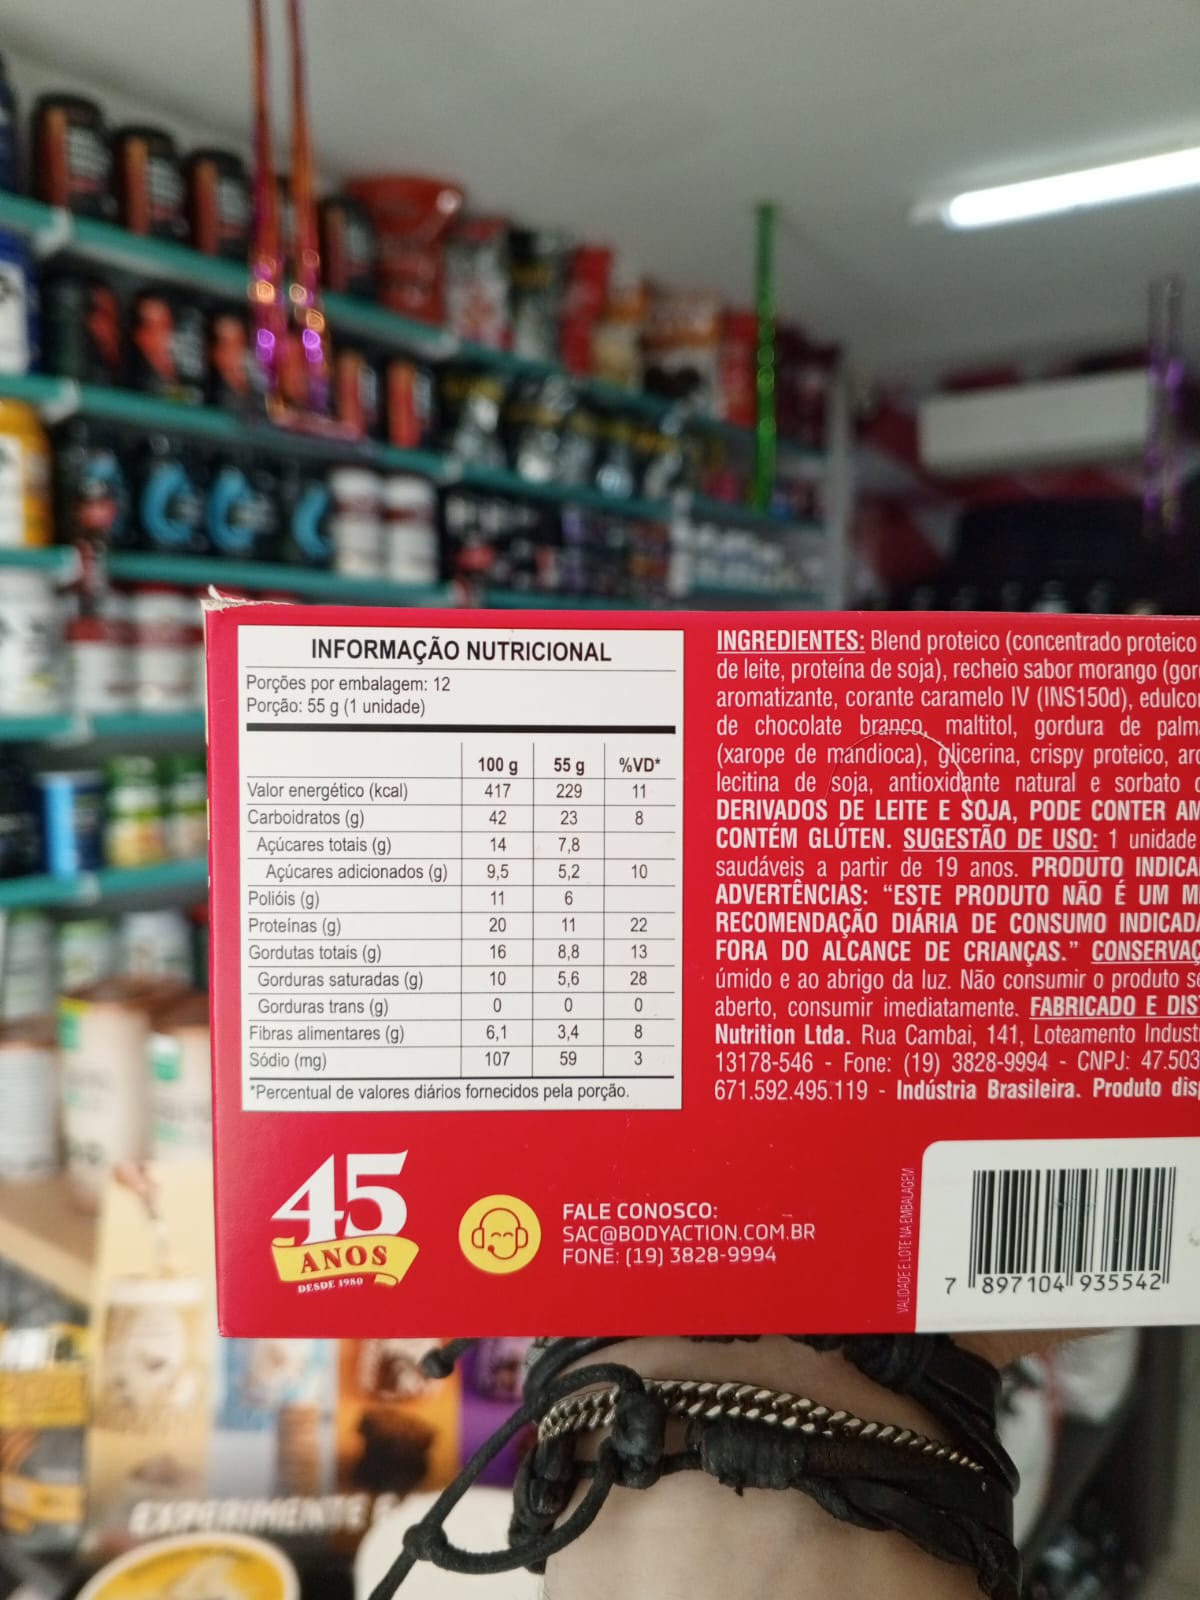 INFORMAÇÃO NUTRICIONAL
Porções por embalagem: 12
Porção: 55 g (1 unidade)
100 g 55 g %VD*
Valor energético (kcal) 417 229 11
Carboidratos (g) 42 23 8
Açúcares totais (g) 14 7,8
Açúcares adicionados (g) 9,5 5,2 10
Polióis (g) 11 6
Proteínas (g) 20 11 22
Gordutas totais (g) 16 8,8 13
Gorduras saturadas (g) 10 5,6 28
Gorduras trans (g) 0 0 0
Fibras alimentares (g) 6,1 3,4 8
Sódio (mg) 107 59 3
*Percentual de valores diários fornecidos pela porção.
INGREDIENTES: Blend proteico (concentrado proteico
de leite, proteína de soja), recheio sabor morango (gor
aromatizante, corante caramelo IV (INS150d), edulco
de chocolate branco, maltitol, gordura de palm
(xarope de mandioca), glicerina, crispy proteico, aro
lecitina de soja, antioxidante natural e sorbato
DERIVADOS DE LEITE E SOJA, PODE CONTER AM
CONTÉM GLÚTEN. SUGESTÃO DE USO: 1 unidade
saudáveis a partir de 19 anos. PRODUTO INDICA
ADVERTÊNCIAS: “ESTE PRODUTO NÃO É UM M
RECOMENDAÇÃO DIÁRIA DE CONSUMO INDICADA
FORA DO ALCANCE DE CRIANÇAS.” CONSERVAÇ
úmido e ao abrigo da luz. Não consumir o produto se
aberto, consumir imediatamente. FABRICADO E DIS
Nutrition Ltda. Rua Cambai, 141, Loteamento Indust
13178-546 - Fone: (19) 3828-9994 - CNPJ: 47.503
671.592.495.119 - Indústria Brasileira. Produto disp
45
ANOS
DESDE 1980
FALE CONOSCO:
SAC@BODYACTION.COM.BR
FONE: (19) 3828-9994
VALIDADE E LOTE NA EMBALAGEM
7 897104 935542
EXPERIMENTE